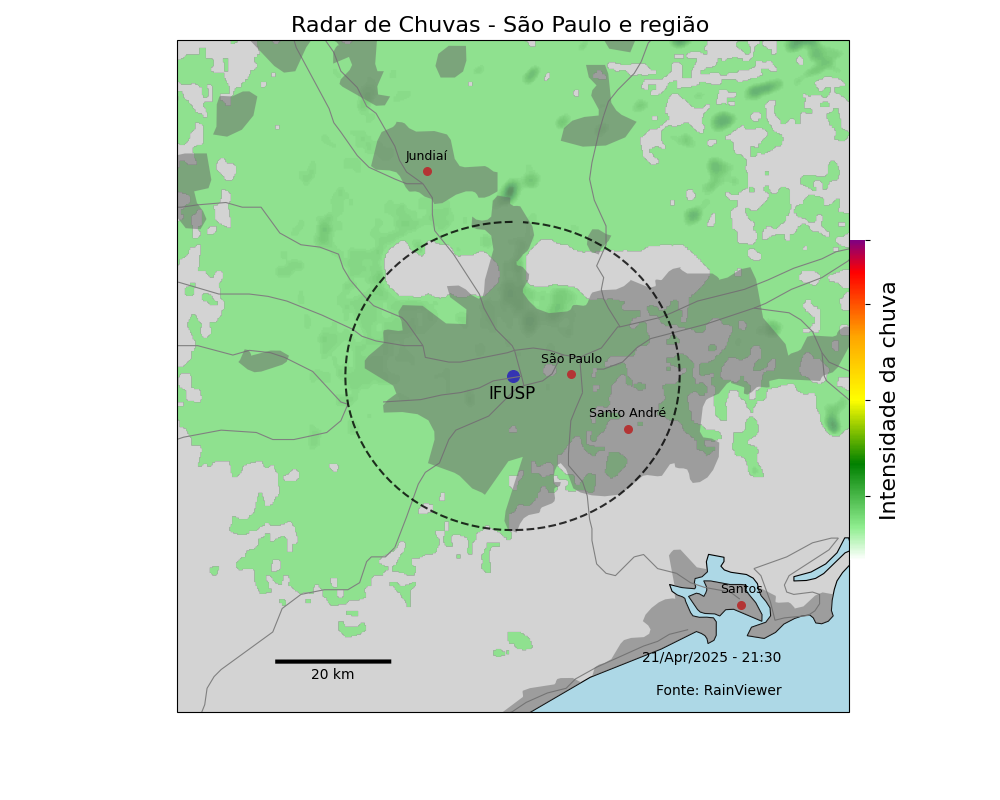 Radar de Chuvas - São Paulo e região
Jundiaí
São Paulo
IFUSP
Santo André
Intensidade da chuva
Santos
21/Apr/2025 - 21:30
20 km
Fonte: RainViewer